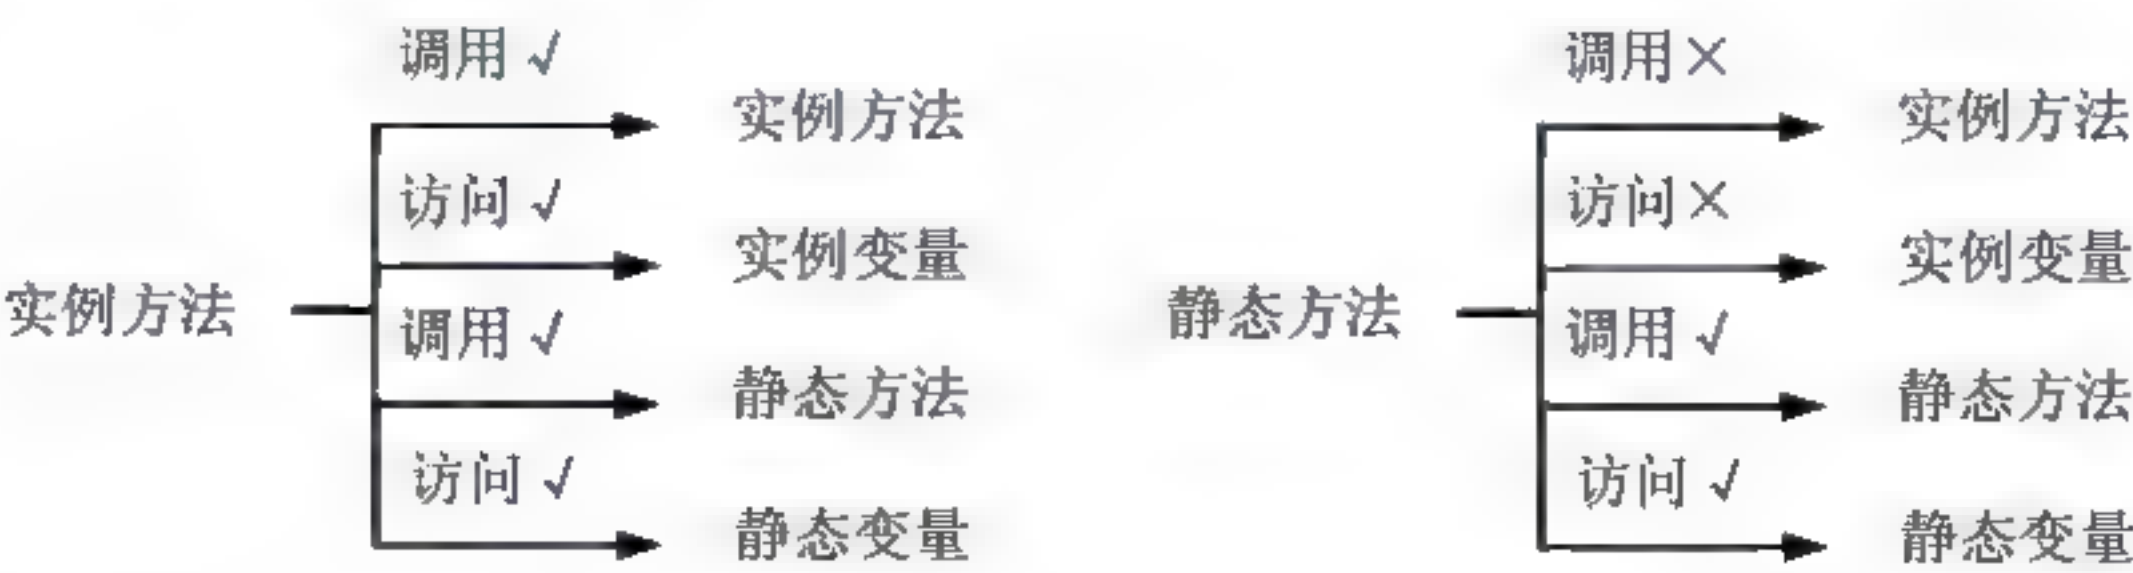 调用 √
实例方法
访问 √
实例变量
实例方法
调用 √
静态方法
访问 √
静态变量
调用×
实例方法
访问×
实例变量
静态方法
调用 √
静态方法
访问 √
静态变量